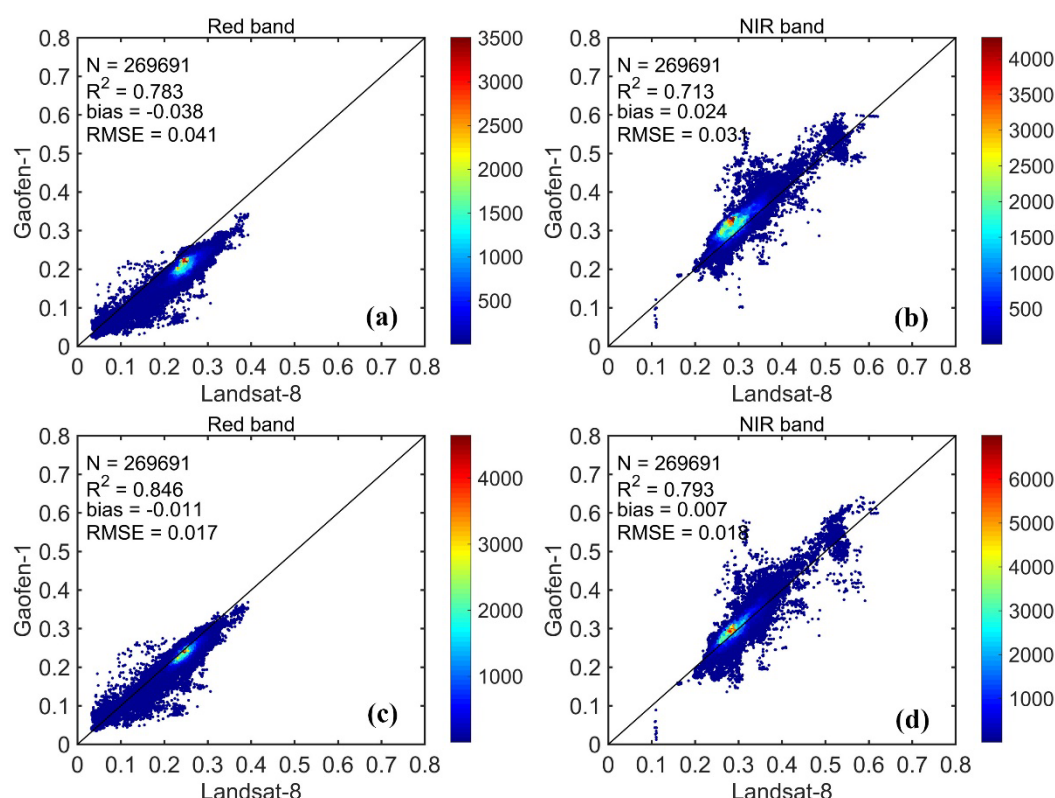 Red band
0.8
0.7
0.6
0.5
0.4
0.3
0.2
0.1
0
Gaofen-1
N = 269691
R² = 0.783
bias = -0.038
RMSE = 0.041
(a)
0 0.1 0.2 0.3 0.4 0.5 0.6 0.7 0.8
Landsat-8
3500
3000
2500
2000
1500
1000
500
NIR band
0.8
0.7
0.6
0.5
0.4
0.3
0.2
0.1
0
Gaofen-1
N = 269691
R² = 0.713
bias = 0.024
RMSE = 0.031
(b)
0 0.1 0.2 0.3 0.4 0.5 0.6 0.7 0.8
Landsat-8
4000
3500
3000
2500
2000
1500
1000
500
Red band
0.8
0.7
0.6
0.5
0.4
0.3
0.2
0.1
0
Gaofen-1
N = 269691
R² = 0.846
bias = -0.011
RMSE = 0.017
(c)
0 0.1 0.2 0.3 0.4 0.5 0.6 0.7 0.8
Landsat-8
4000
3000
2000
1000
NIR band
0.8
0.7
0.6
0.5
0.4
0.3
0.2
0.1
0
Gaofen-1
N = 269691
R² = 0.793
bias = 0.007
RMSE = 0.018
(d)
0 0.1 0.2 0.3 0.4 0.5 0.6 0.7 0.8
Landsat-8
6000
5000
4000
3000
2000
1000